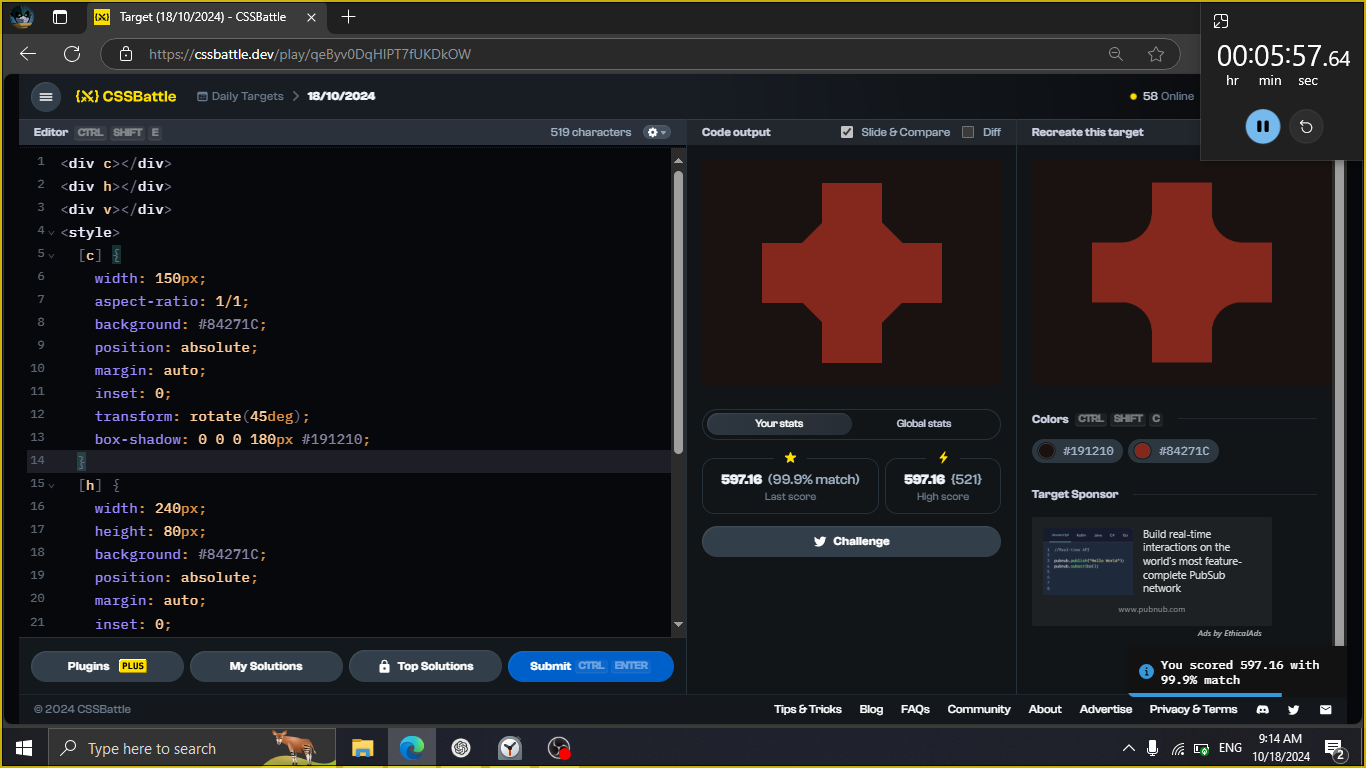 Target (18/10/2024) - CSSBattle
https://cssbattle.dev/play/qeByv0DqHlPT7fUKDkOW
00:05:57.64
hr min sec
{X} CSSBattle
Daily Targets > 18/10/2024
58 Online
Editor CTRL SHIFT E
519 characters
Code output
Slide & Compare
Diff
Recreate this target
1 <div c></div>
2 <div h></div>
3 <div v></div>
4 <style>
5 [c] {
6 width: 150px;
7 aspect-ratio: 1/1;
8 background: #84271C;
9 position: absolute;
10 margin: auto;
11 inset: 0;
12 transform: rotate(45deg);
13 box-shadow: 0 0 0 180px #191210;
14 }
15 [h] {
16 width: 240px;
17 height: 80px;
18 background: #84271C;
19 position: absolute;
20 margin: auto;
21 inset: 0;
Your stats
Global stats
597.16 (99.9% match)
Last score
597.16 {521}
High score
Challenge
Colors CTRL SHIFT C
#191210
#84271C
Target Sponsor
Build real-time
interactions on the
world's most feature-
complete PubSub
network
www.pubnub.com
Ads by EthicalAds
Plugins PLUS
My Solutions
Top Solutions
Submit CTRL ENTER
You scored 597.16 with
99.9% match
© 2024 CSSBattle
Tips & Tricks
Blog
FAQs
Community
About
Advertise
Privacy & Terms
Type here to search
ENG
9:14 AM
10/18/2024
2